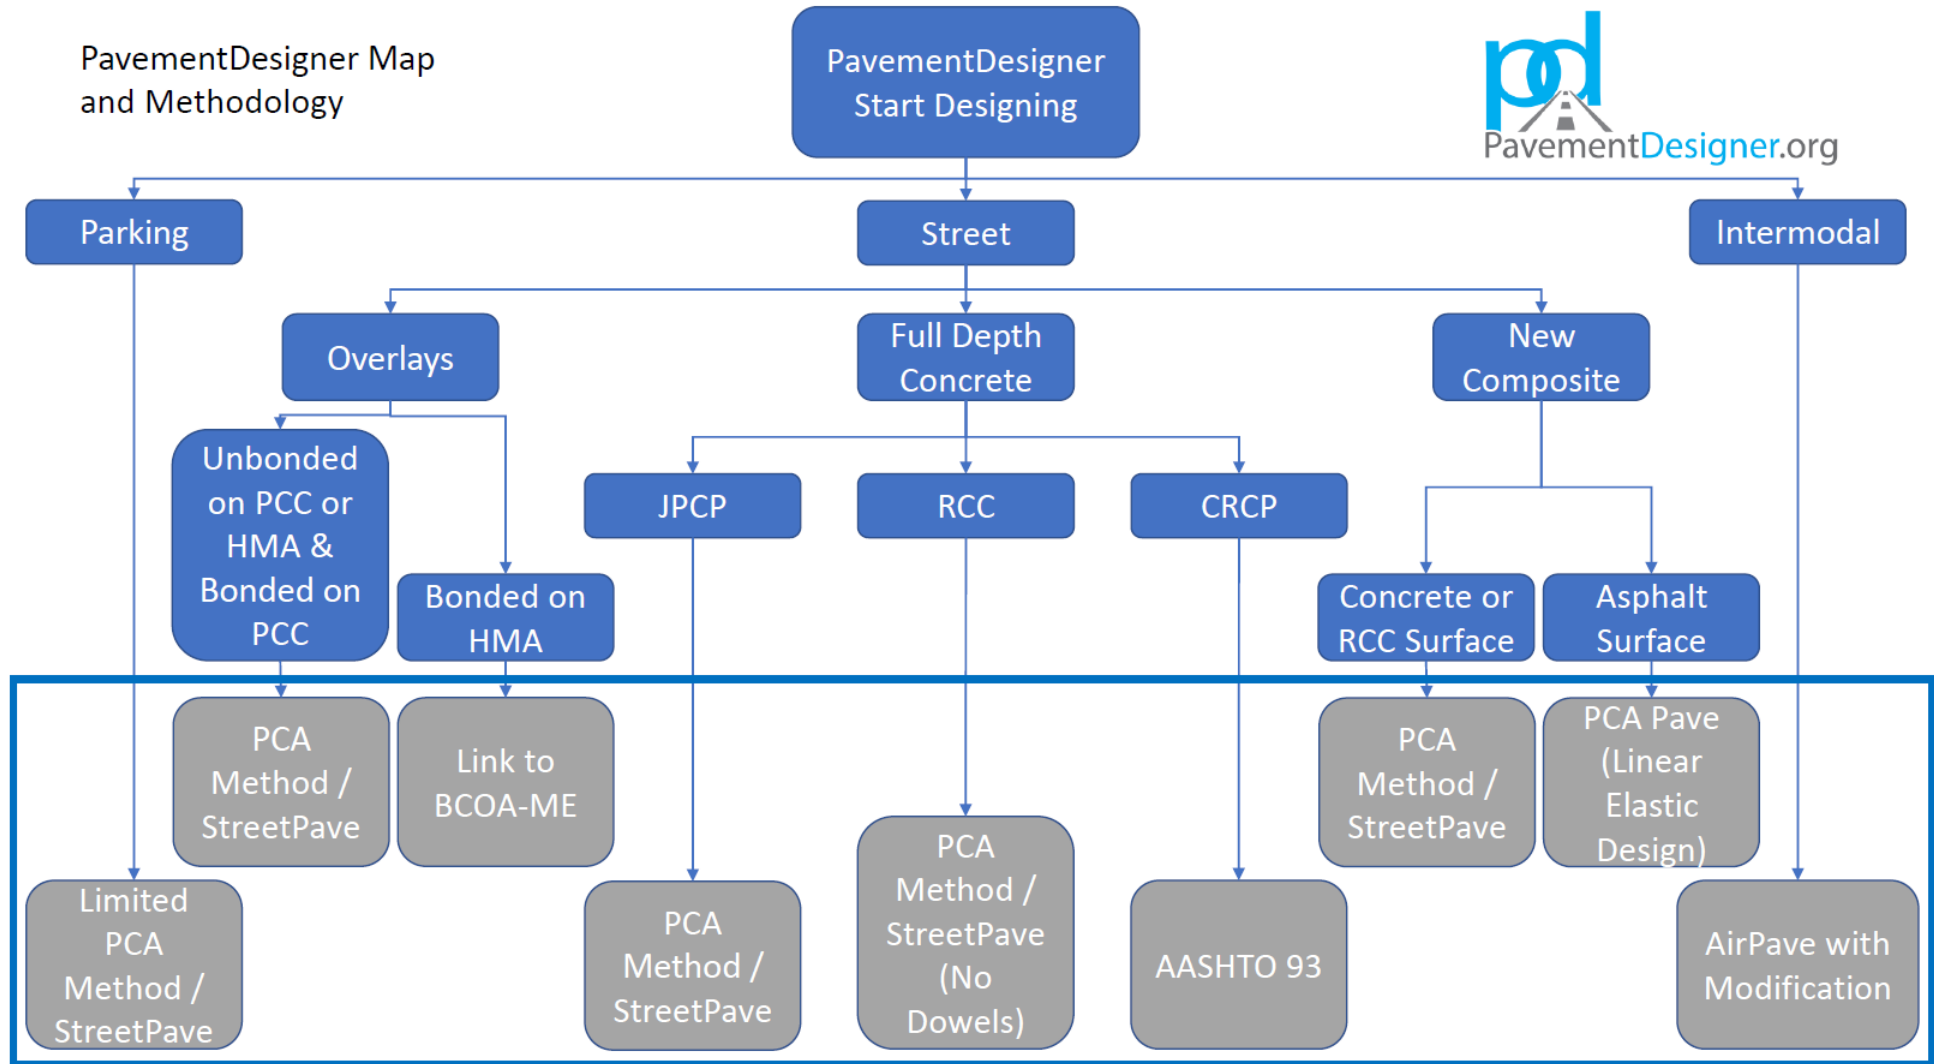 PavementDesigner Map
and Methodology
PavementDesigner
Start Designing
pd
PavementDesigner.org
Parking
Street
Intermodal
Overlays
Full Depth
Concrete
New
Composite
Unbonded
on PCC or
HMA &
Bonded on
PCC
Bonded on
HMA
JPCP
RCC
CRCP
Concrete or
RCC Surface
Asphalt
Surface
PCA
Method /
StreetPave
Link to
BCOA-ME
PCA
Method /
StreetPave
PCA Pave
(Linear
Elastic
Design)
Limited
PCA
Method /
StreetPave
PCA
Method /
StreetPave
PCA
Method /
StreetPave
(No
Dowels)
AASHTO 93
AirPave with
Modification